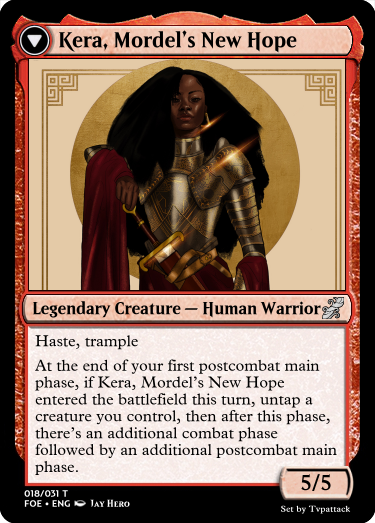 Kera, Mordel's New Hope
Legendary Creature — Human Warrior
Haste, trample
At the end of your first postcombat main
phase, if Kera, Mordel's New Hope
entered the battlefield this turn, untap a
creature you control, then after this phase,
there's an additional combat phase
followed by an additional postcombat main
phase.
5/5
018/031 T
FOE • ENG Jay Hero
Set by Tvpattack